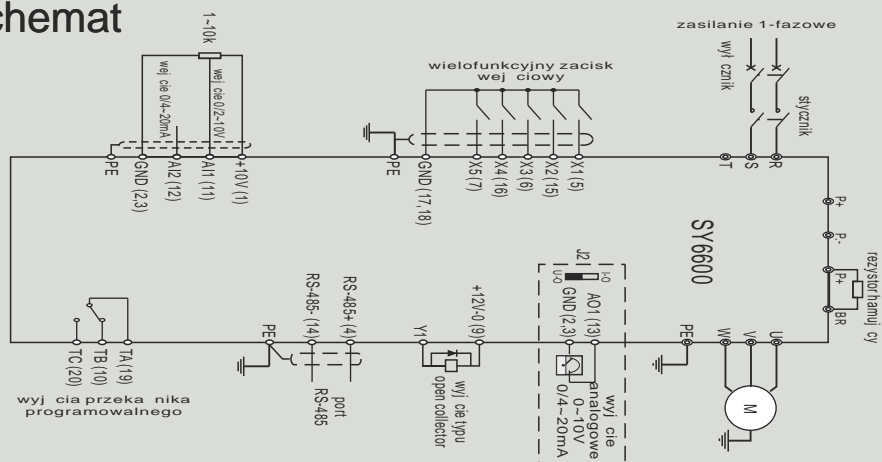 chemat
1~10k
wej cie 0/4~20mA
wej cie 0/2~10V
PE
GND (2,3)
AI2 (12)
AI1 (11)
+10V (1)
wielofunkcyjny zacisk
wej ciowy
PE
GND (17,18)
X5 (7)
X4 (16)
X3 (6)
X2 (15)
X1 (5)
zasilanie 1-fazowe
wył cznik
stycznik
T
S
R
P+
P-
P+
BR
rezystor hamuj cy
SY6600
TC (20)
TB (10)
TA (19)
wyj cia przeka nika
programowalnego
PE
RS-485- (14)
RS-485+ (4)
port
RS-485
Y1
+12V-0 (9)
wyj cie typu
open collector
J2
U-O
I-O
GND (2,3)
AO1 (13)
wyj cie
analogowe
0~10V
0/4~20mA
PE
W
V
U
M